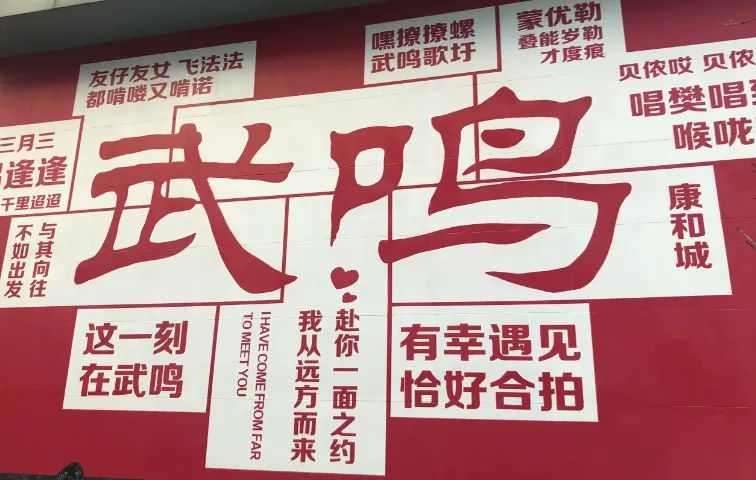 友仔友女 飞法法
都啃喽又啃诺
嘿撩撩螺
武鸣歌圩
蒙优勒
叠能岁勒
才度痕
贝侬哎 贝侬
唱樊唱
喉咙
三月三
逢逢
千里迢迢
武鸣
与其向往
不如出发
康和城
这一刻
在武鸣
I HAVE COME FROM FAR
TO MEET YOU
赴你一面之约
我从远方而来
有幸遇见
恰好合拍